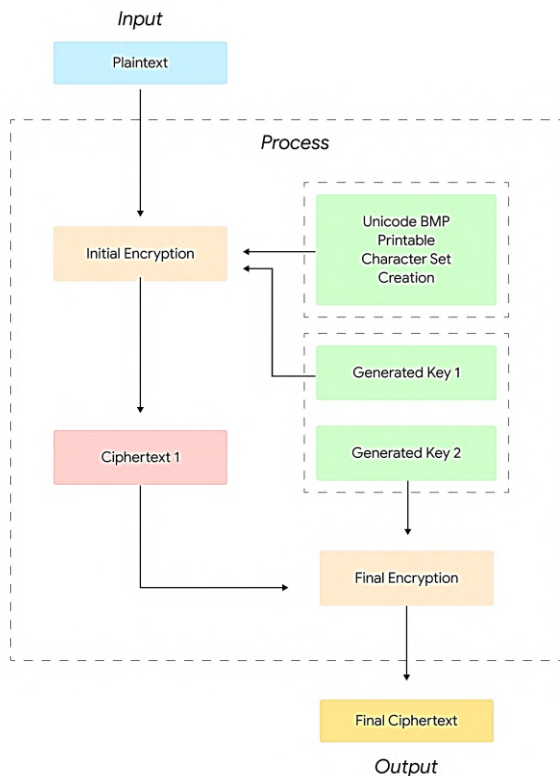 Input
Plaintext
Process
Unicode BMP
Printable
Character Set
Creation
Initial Encryption
Generated Key 1
Ciphertext 1
Generated Key 2
Final Encryption
Final Ciphertext
Output